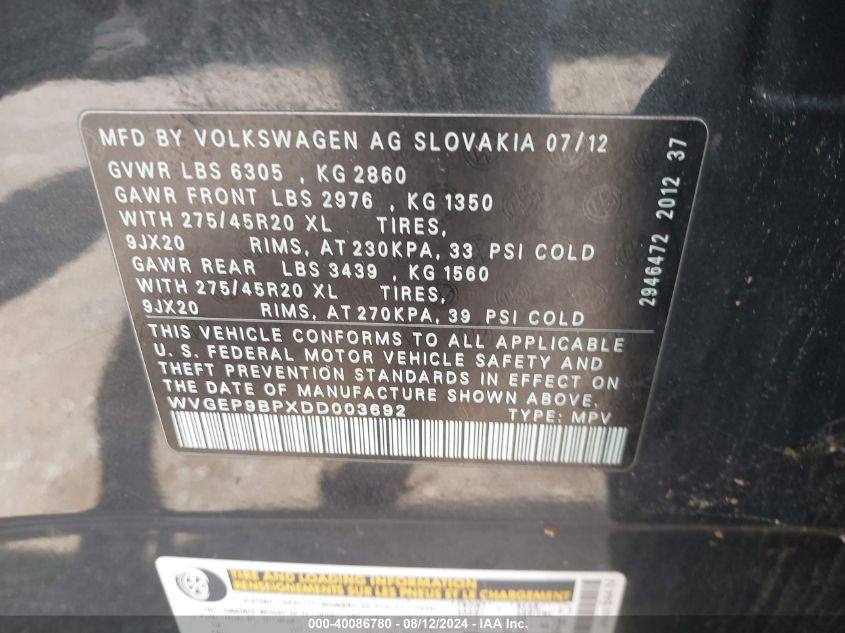 MFD BY VOLKSWAGEN AG SLOVAKIA 07/12
GVWR LBS 6305 , KG 2860
GAWR FRONT LBS 2976 , KG 1350
WITH 275/45R20 XL TIRES,
9JX20 RIMS, AT 230KPA, 33 PSI COLD
GAWR REAR LBS 3439 , KG 1560
WITH 275/45R20 XL TIRES,
9JX20 RIMS, AT 270KPA, 39 PSI COLD
THIS VEHICLE CONFORMS TO ALL APPLICABLE
U. S. FEDERAL MOTOR VEHICLE SAFETY AND
THEFT PREVENTION STANDARDS IN EFFECT ON
THE DATE OF MANUFACTURE SHOWN ABOVE.
WVGEP9BPXDD003692 TYPE: MPV
2946472 2012 37
TIRE AND LOADING INFORMATION
RENSEIGNEMENTS SUR LES PNEUS ET LE CHARGEMENT
000-40086780 - 08/12/2024 - IAA Inc.